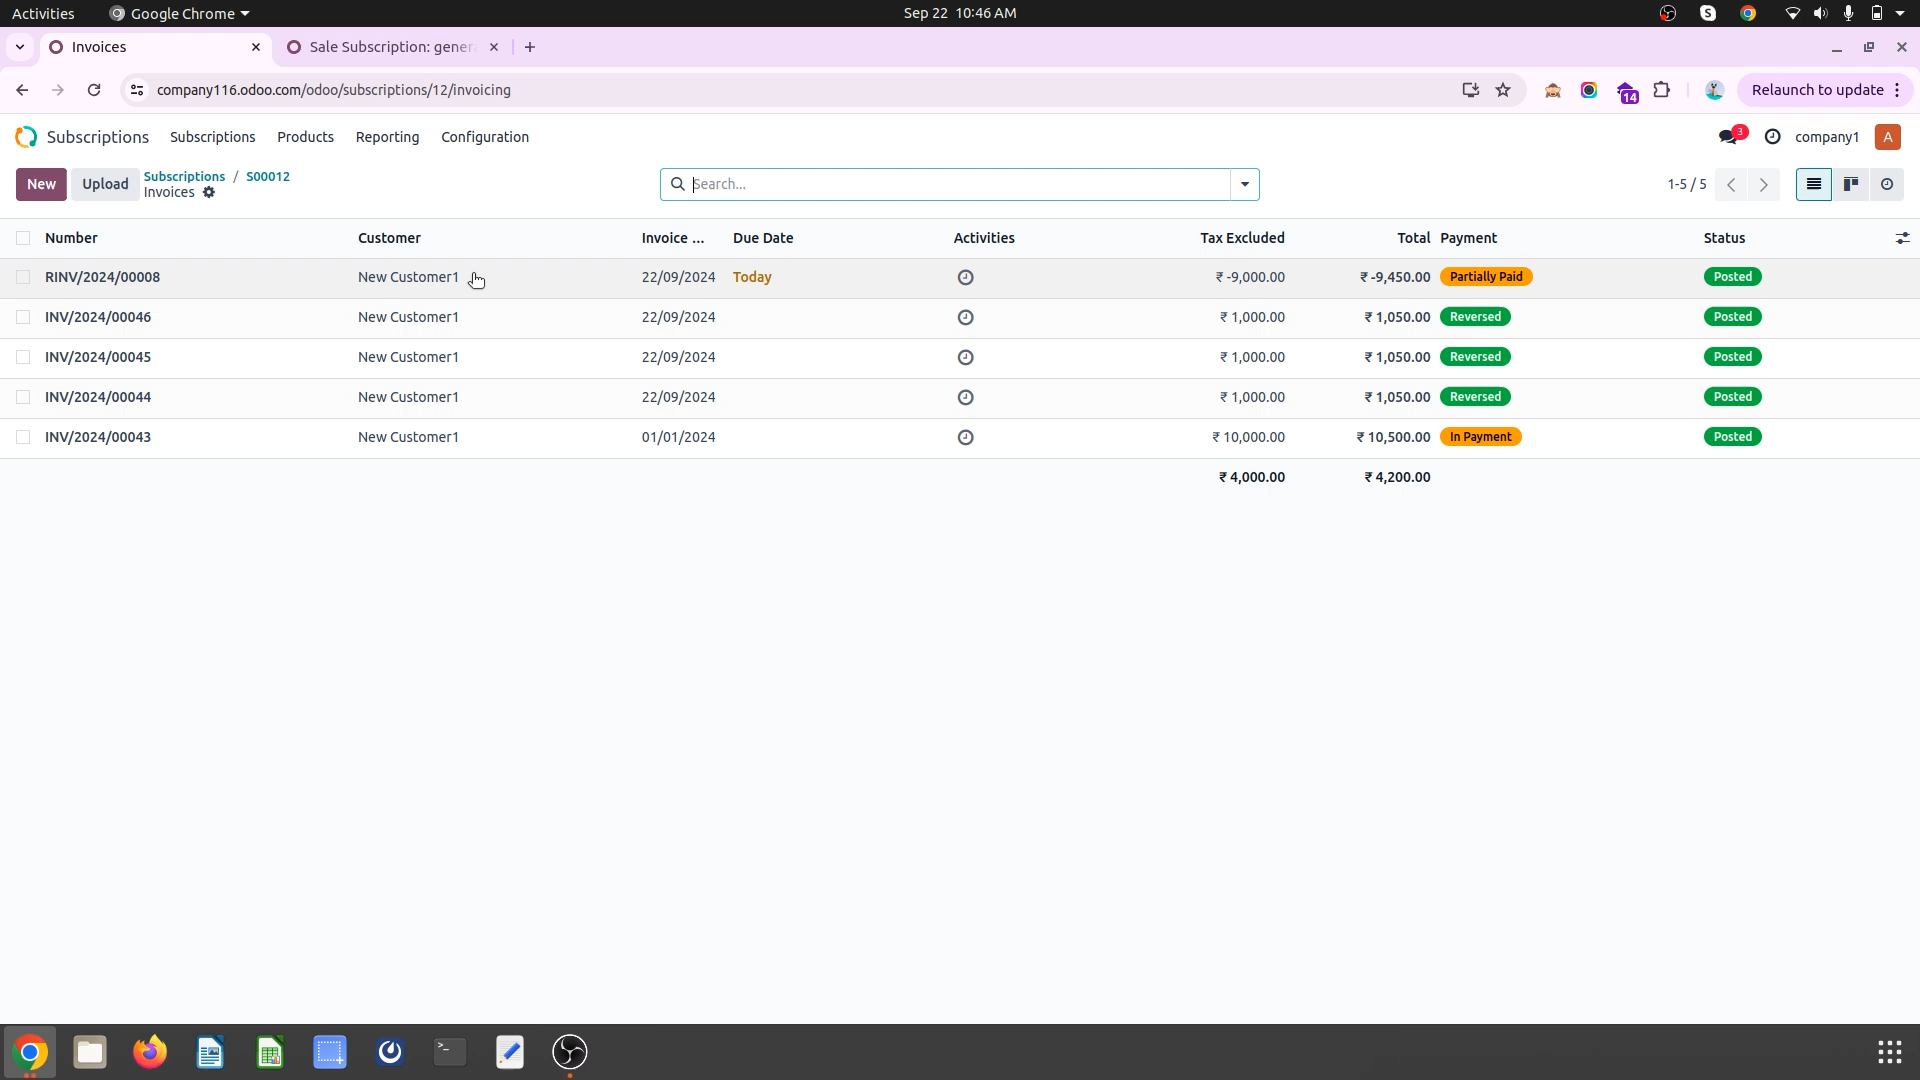 Activities Google Chrome Sep 22 10:46 AM
Invoices Sale Subscription: gener
company116.odoo.com/odoo/subscriptions/12/invoicing 14 Relaunch to update
Subscriptions Subscriptions Products Reporting Configuration 3 company1 A
New Upload Subscriptions / S00012 Search... 1-5 / 5
Invoices
Number Customer Invoice ... Due Date Activities Tax Excluded Total Payment Status
RINV/2024/00008 New Customer1 22/09/2024 Today ₹ -9,000.00 ₹ -9,450.00 Partially Paid Posted
INV/2024/00046 New Customer1 22/09/2024 ₹ 1,000.00 ₹ 1,050.00 Reversed Posted
INV/2024/00045 New Customer1 22/09/2024 ₹ 1,000.00 ₹ 1,050.00 Reversed Posted
INV/2024/00044 New Customer1 22/09/2024 ₹ 1,000.00 ₹ 1,050.00 Reversed Posted
INV/2024/00043 New Customer1 01/01/2024 ₹ 10,000.00 ₹ 10,500.00 In Payment Posted
₹ 4,000.00 ₹ 4,200.00